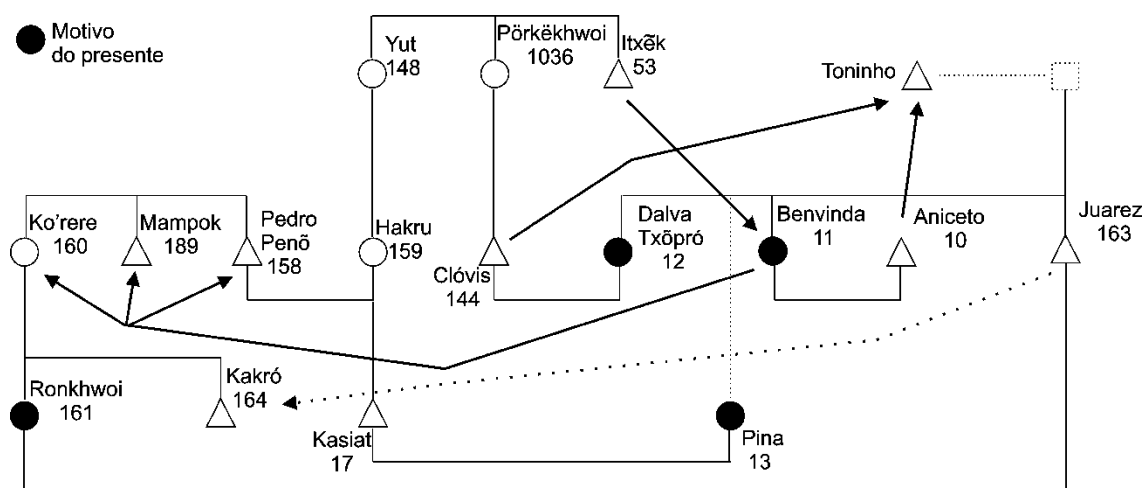 Motivo
do presente
Yut
148
Pörkëkhwoi
1036
Itxẽk
53
Toninho
Ko’rere
160
Mampok
189
Pedro
Penõ
158
Hakru
159
Clóvis
144
Dalva
Txõpró
12
Benvinda
11
Aniceto
10
Juarez
163
Ronkhwoi
161
Kakró
164
Kasiat
17
Pina
13